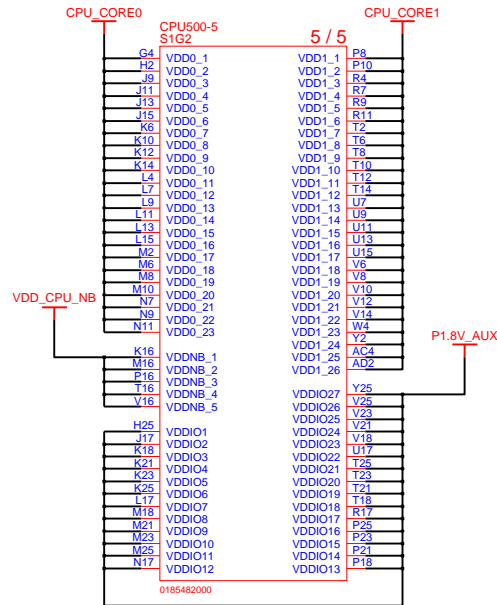 CPU_CORE0 CPU_CORE1
CPU500-5
S1G2 5 / 5
G4 VDD0_1 VDD1_1 P8
H2 VDD0_2 VDD1_2 P10
J9 VDD0_3 VDD1_3 R4
J11 VDD0_4 VDD1_4 R7
J13 VDD0_5 VDD1_5 R9
J15 VDD0_6 VDD1_6 R11
K6 VDD0_7 VDD1_7 T2
K10 VDD0_8 VDD1_8 T6
K12 VDD0_9 VDD1_9 T8
K14 VDD0_10 VDD1_10 T10
L4 VDD0_11 VDD1_11 T12
L7 VDD0_12 VDD1_12 T14
L9 VDD0_13 VDD1_13 U7
L11 VDD0_14 VDD1_14 U9
L13 VDD0_15 VDD1_15 U11
L15 VDD0_16 VDD1_16 U13
M2 VDD0_17 VDD1_17 U15
M6 VDD0_18 VDD1_18 V6
M8 VDD0_19 VDD1_19 V8
M10 VDD0_20 VDD1_20 V10
N7 VDD0_21 VDD1_21 V12
N9 VDD0_22 VDD1_22 V14
N11 VDD0_23 VDD1_23 W4
VDD1_24 Y2
VDD_CPU_NB
K16 VDDNB_1 VDD1_25 AC4
M16 VDDNB_2 VDD1_26 AD2
P16 VDDNB_3
T16 VDDNB_4 VDDIO27 Y25
V16 VDDNB_5 VDDIO26 V25
P1.8V_AUX
VDDIO25 V23
H25 VDDIO1 VDDIO24 V21
J17 VDDIO2 VDDIO23 V18
K18 VDDIO3 VDDIO22 U17
K21 VDDIO4 VDDIO21 T25
K23 VDDIO5 VDDIO20 T23
K25 VDDIO6 VDDIO19 T21
L17 VDDIO7 VDDIO18 T18
M18 VDDIO8 VDDIO17 R17
M21 VDDIO9 VDDIO16 P25
M23 VDDIO10 VDDIO15 P23
M25 VDDIO11 VDDIO14 P21
N17 VDDIO12 VDDIO13 P18
0185482000